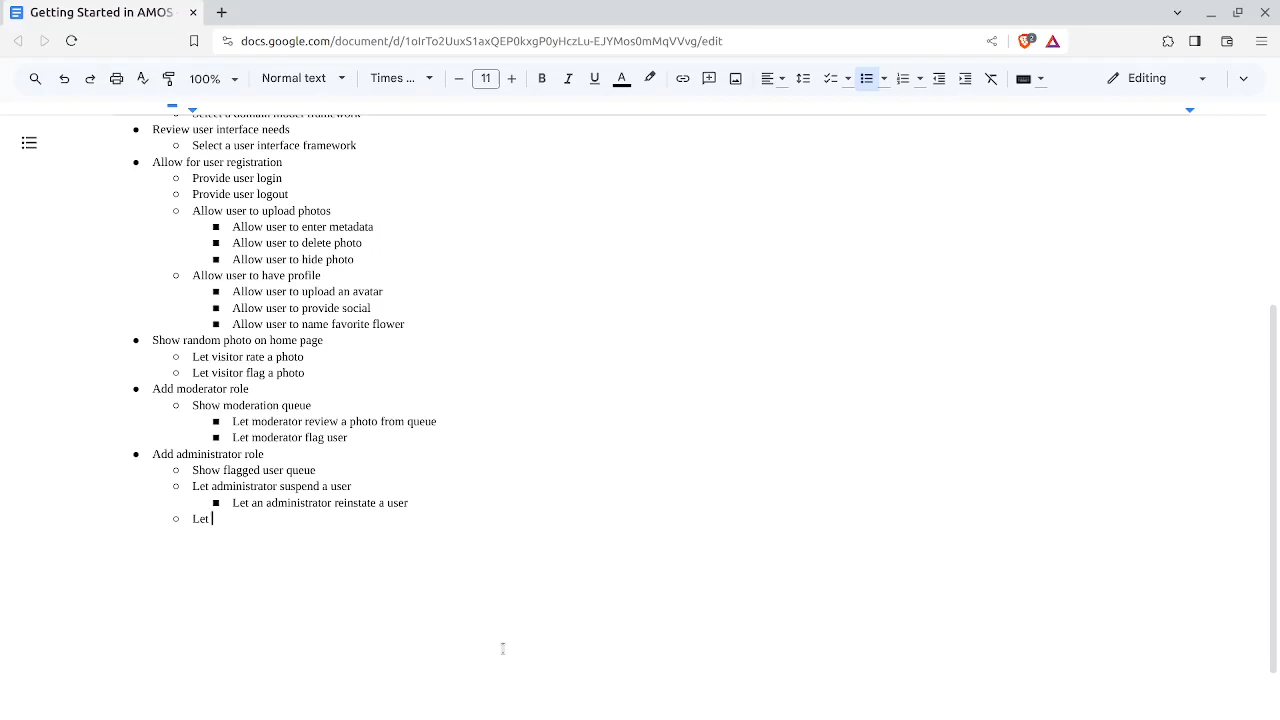 Getting Started in AMOS
docs.google.com/document/d/1oIrTo2UuxS1axQEP0kxgP0yHczLu-EJYMos0mMqVVvg/edit
2
100%
Normal text
Times ...
11
Editing
Select a domain model framework
Review user interface needs
Select a user interface framework
Allow for user registration
Provide user login
Provide user logout
Allow user to upload photos
Allow user to enter metadata
Allow user to delete photo
Allow user to hide photo
Allow user to have profile
Allow user to upload an avatar
Allow user to provide social
Allow user to name favorite flower
Show random photo on home page
Let visitor rate a photo
Let visitor flag a photo
Add moderator role
Show moderation queue
Let moderator review a photo from queue
Let moderator flag user
Add administrator role
Show flagged user queue
Let administrator suspend a user
Let an administrator reinstate a user
Let